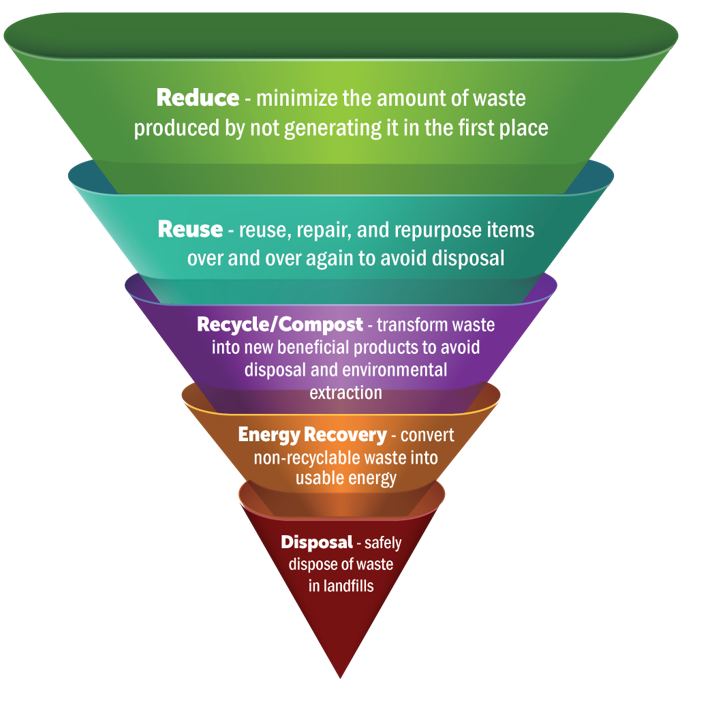 Reduce - minimize the amount of waste
produced by not generating it in the first place
Reuse - reuse, repair, and repurpose items
over and over again to avoid disposal
Recycle/Compost - transform waste
into new beneficial products to avoid
disposal and environmental
extraction
Energy Recovery - convert
non-recyclable waste into
usable energy
Disposal - safely
dispose of waste
in landfills